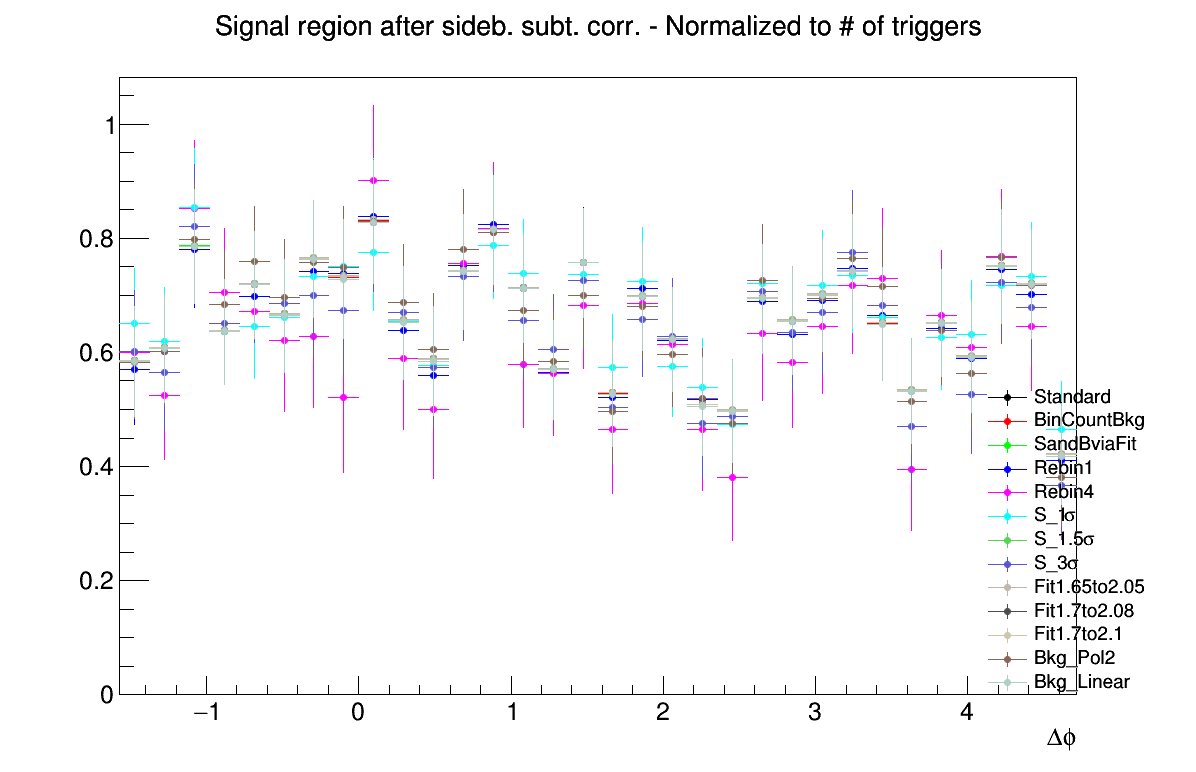 Signal region after sideb. subt. corr. - Normalized to # of triggers
1
0.8
0.6
0.4
0.2
0
−1
0
1
2
3
4
Δϕ
Standard
BinCountBkg
SandBviaFit
Rebin1
Rebin4
S_1σ
S_1.5σ
S_3σ
Fit1.65to2.05
Fit1.7to2.08
Fit1.7to2.1
Bkg_Pol2
Bkg_Linear